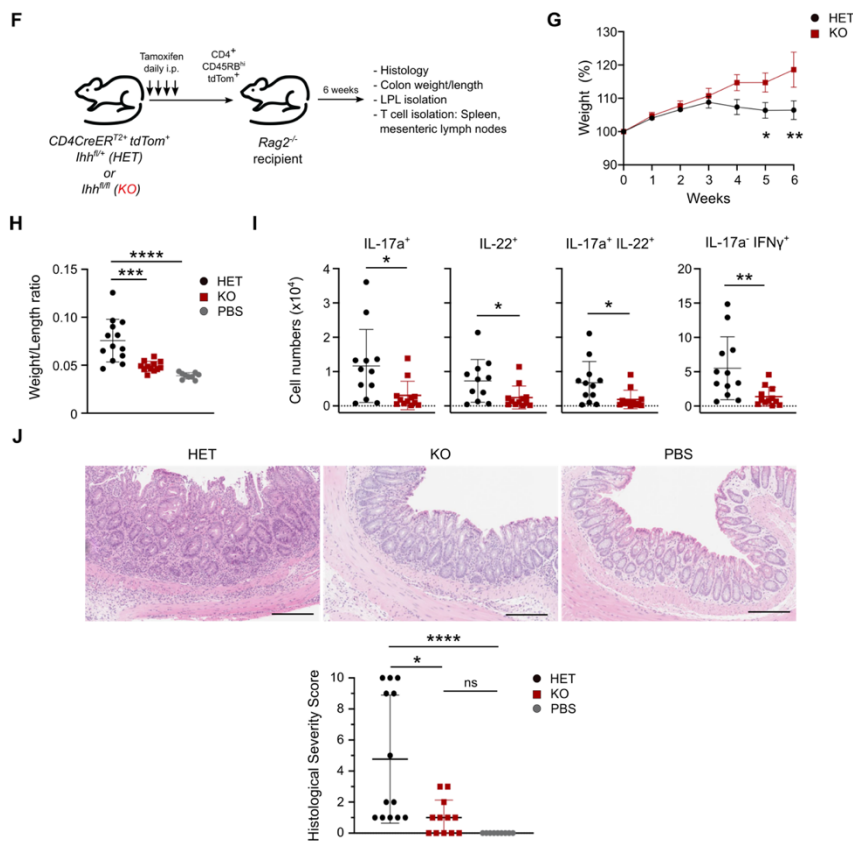 F
Tamoxifen
daily i.p.
CD4⁺
CD45RBʰⁱ
tdTom⁺
6 weeks
- Histology
- Colon weight/length
- LPL isolation
- T cell isolation: Spleen,
mesenteric lymph nodes
CD4CreERᵀ²⁺ tdTom⁺
Ihhᶠˡ/⁺ (HET)
or
Ihhᶠˡ/ᶠˡ (KO)
Rag2⁻/⁻
recipient
G
HET
KO
Weight (%)
120
110
100
90
0 1 2 3 4 5 6
Weeks
* **
H
****
***
HET
KO
PBS
Weight/Length ratio
0.15
0.10
0.05
0
I
IL-17a⁺
IL-22⁺
IL-17a⁺ IL-22⁺
IL-17a⁻ IFNγ⁺
*
*
*
**
Cell numbers (x10⁴)
4
3
2
1
0
20
15
10
5
0
J
HET KO PBS
****
*
ns
HET
KO
PBS
Histological Severity Score
10
8
6
4
2
0